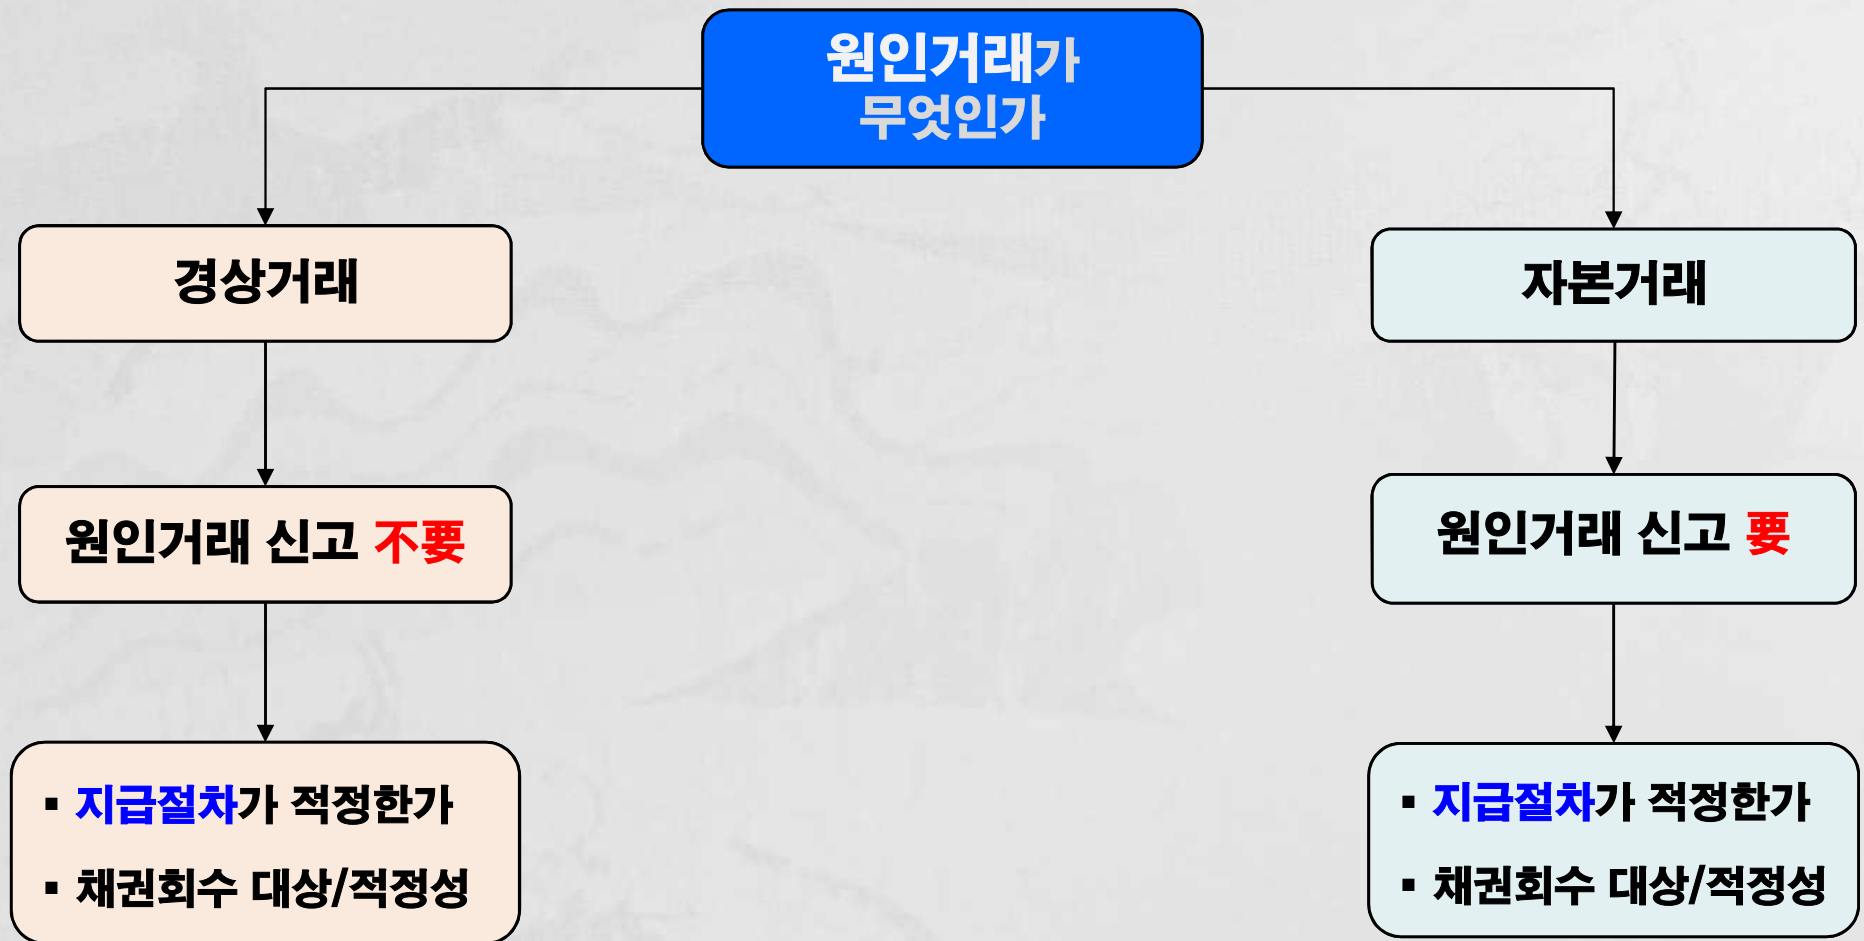 원인거래가
무엇인가
경상거래
자본거래
원인거래 신고 不要
원인거래 신고 要
▪ 지급절차가 적정한가
▪ 채권회수 대상/적정성
▪ 지급절차가 적정한가
▪ 채권회수 대상/적정성